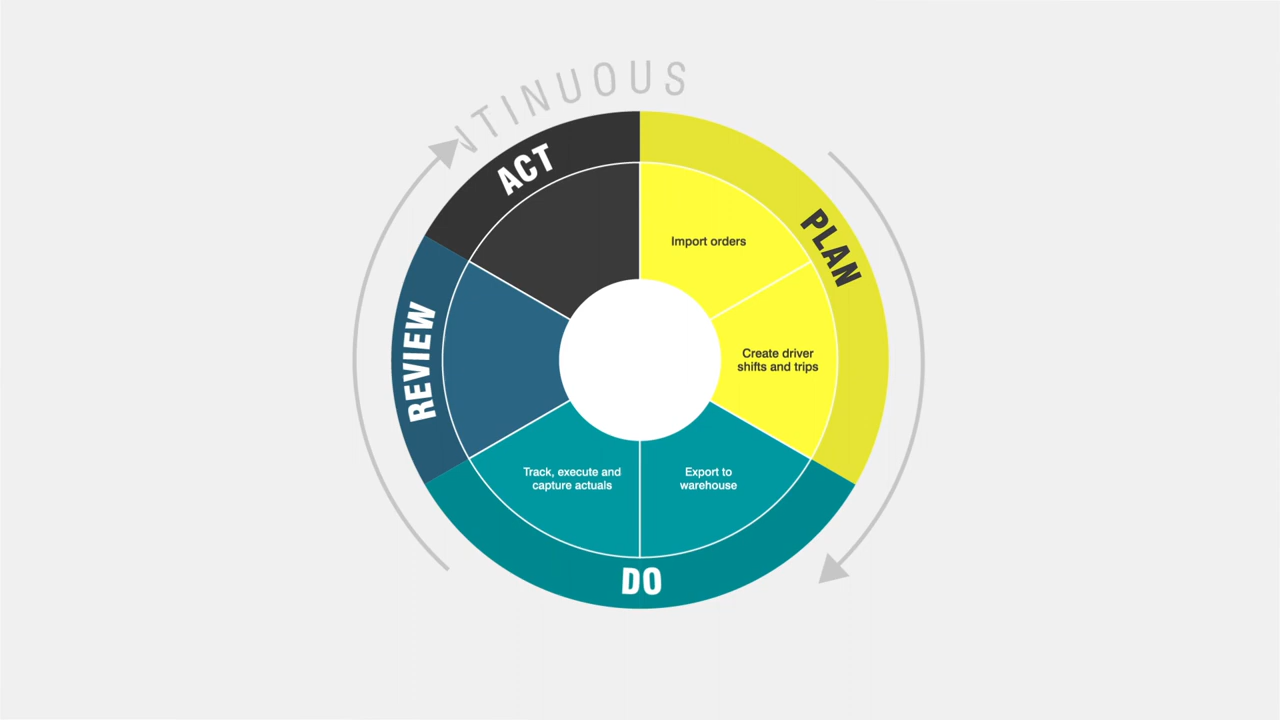 TINUOUS
ACT
PLAN
Import orders
Create driver
shifts and trips
REVIEW
Track, execute and
capture actuals
Export to
warehouse
DO